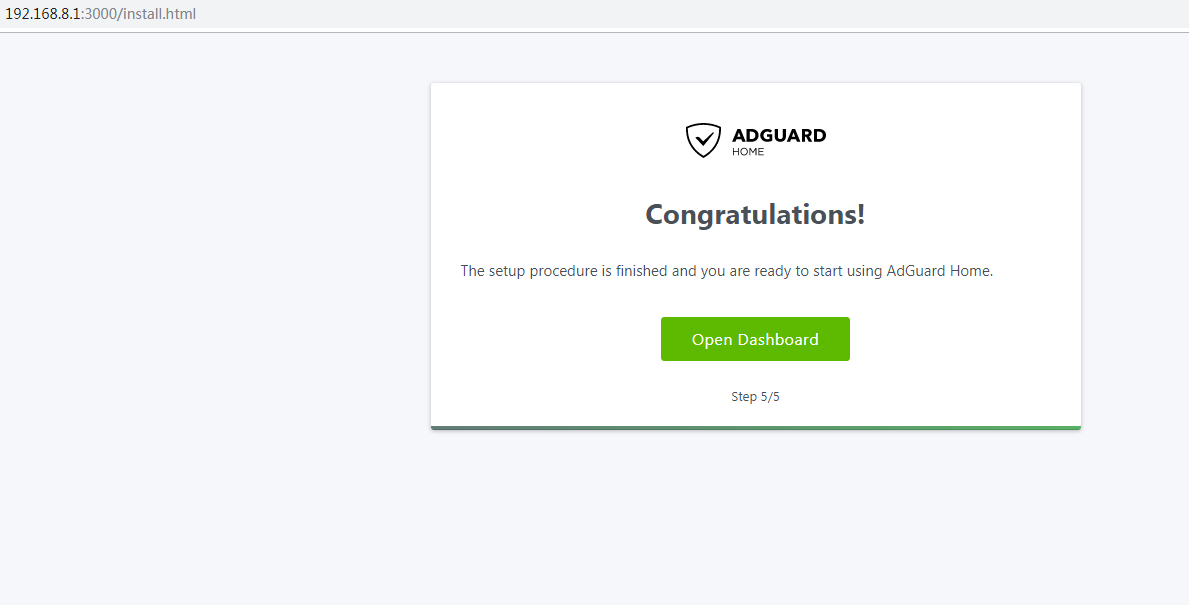 192.168.8.1:3000/install.html
ADGUARD
HOME
Congratulations!
The setup procedure is finished and you are ready to start using AdGuard Home.
Open Dashboard
Step 5/5